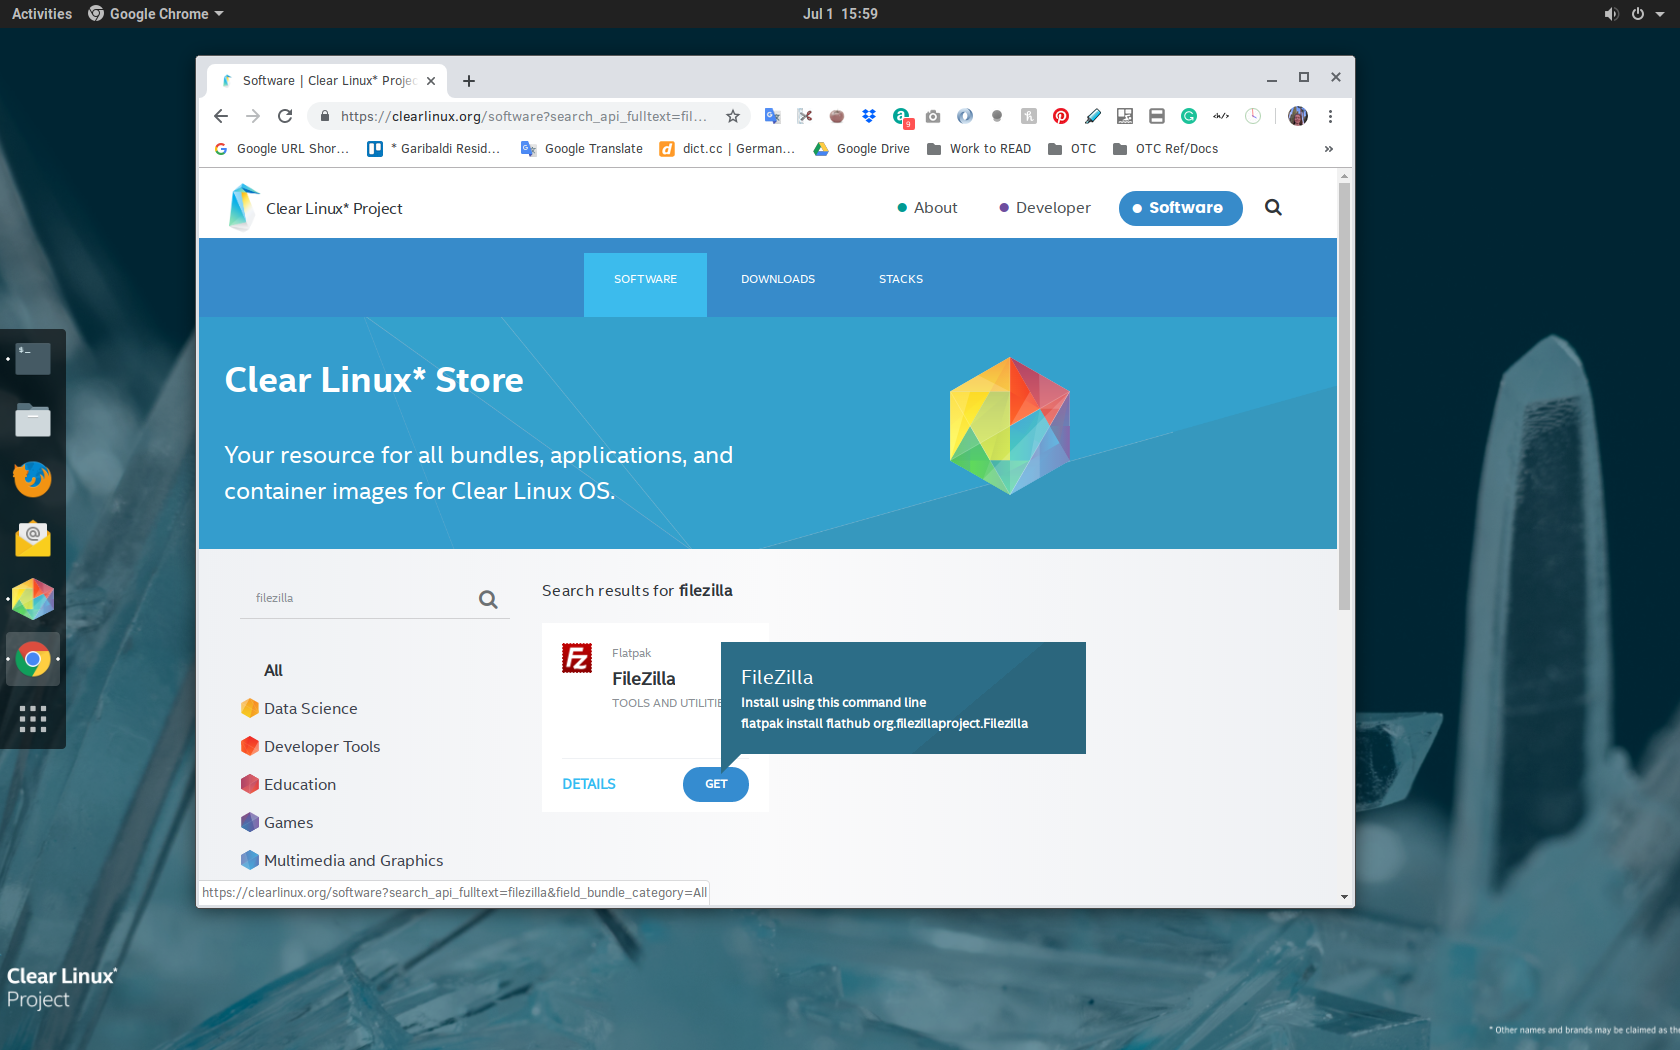 Activities
Google Chrome
Jul 1 15:59
Software | Clear Linux* Projec
https://clearlinux.org/software?search_api_fulltext=fil...
9
Google URL Shor...
* Garibaldi Resid...
Google Translate
dict.cc | German...
Google Drive
Work to READ
OTC
OTC Ref/Docs
»
Clear Linux* Project
About
Developer
Software
SOFTWARE
DOWNLOADS
STACKS
Clear Linux* Store
Your resource for all bundles, applications, and
container images for Clear Linux OS.
filezilla
Search results for filezilla
Fz
Flatpak
FileZilla
TOOLS AND UTILITIE
FileZilla
Install using this command line
flatpak install flathub org.filezillaproject.Filezilla
DETAILS
GET
All
Data Science
Developer Tools
Education
Games
Multimedia and Graphics
https://clearlinux.org/software?search_api_fulltext=filezilla&field_bundle_category=All
Clear Linux*
Project
* Other names and brands may be claimed as the